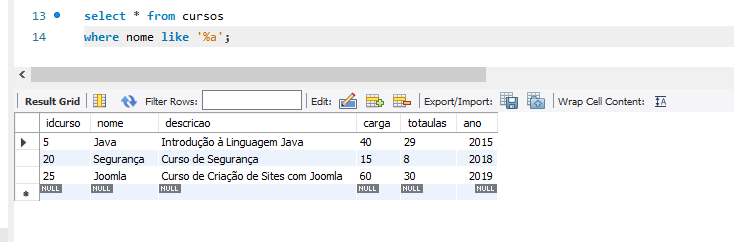 13 select * from cursos
14 where nome like '%a';
Result Grid Filter Rows: Edit: Export/Import: Wrap Cell Content: IA
idcurso nome descricao carga totaulas ano
5 Java Introdução à Linguagem Java 40 29 2015
20 Segurança Curso de Segurança 15 8 2018
25 Joomla Curso de Criação de Sites com Joomla 60 30 2019
NULL NULL NULL NULL NULL NULL